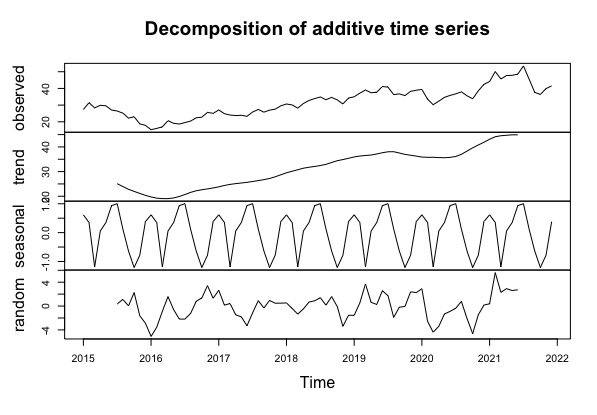 Decomposition of additive time series
observed
40
20
trend
40
30
20
seasonal
1.0
0.0
-1.0
random
4
0
-4
2015 2016 2017 2018 2019 2020 2021 2022
Time